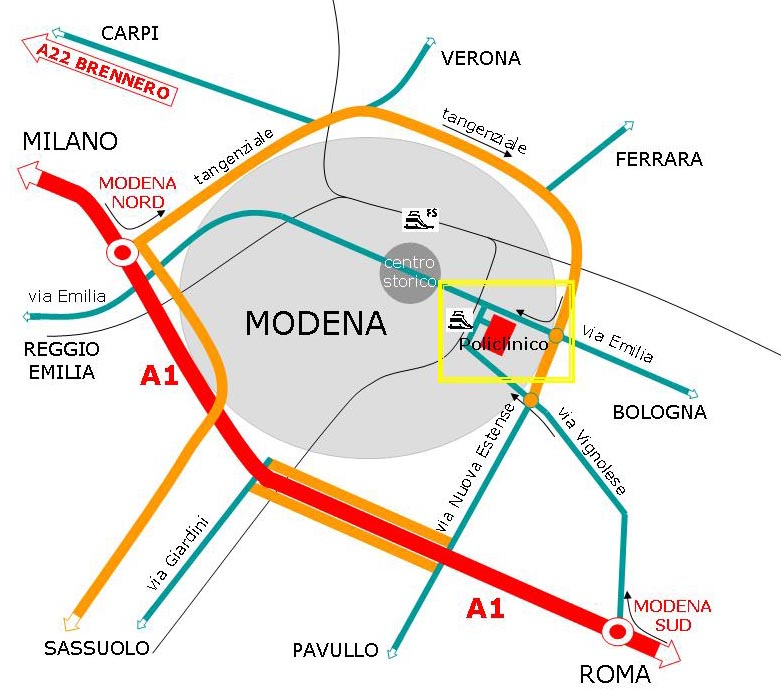 CARPI
A22 BRENNERO
VERONA
tangenziale
FERRARA
MILANO
tangenziale
MODENA
NORD
FS
centro
storico
via Emilia
MODENA
Policlinico
via Emilia
REGGIO
EMILIA
A1
BOLOGNA
via Nuova Estense
via Vignolese
via Giardini
A1
MODENA
SUD
SASSUOLO
PAVULLO
ROMA